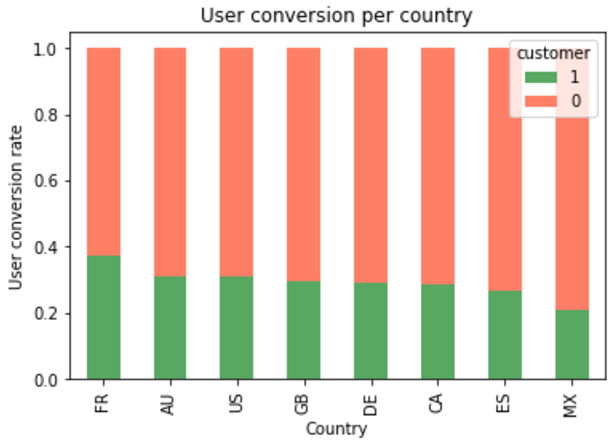 User conversion per country
customer
1
0
1.0
0.8
0.6
0.4
0.2
0.0
User conversion rate
FR AU US GB DE CA ES MX
Country